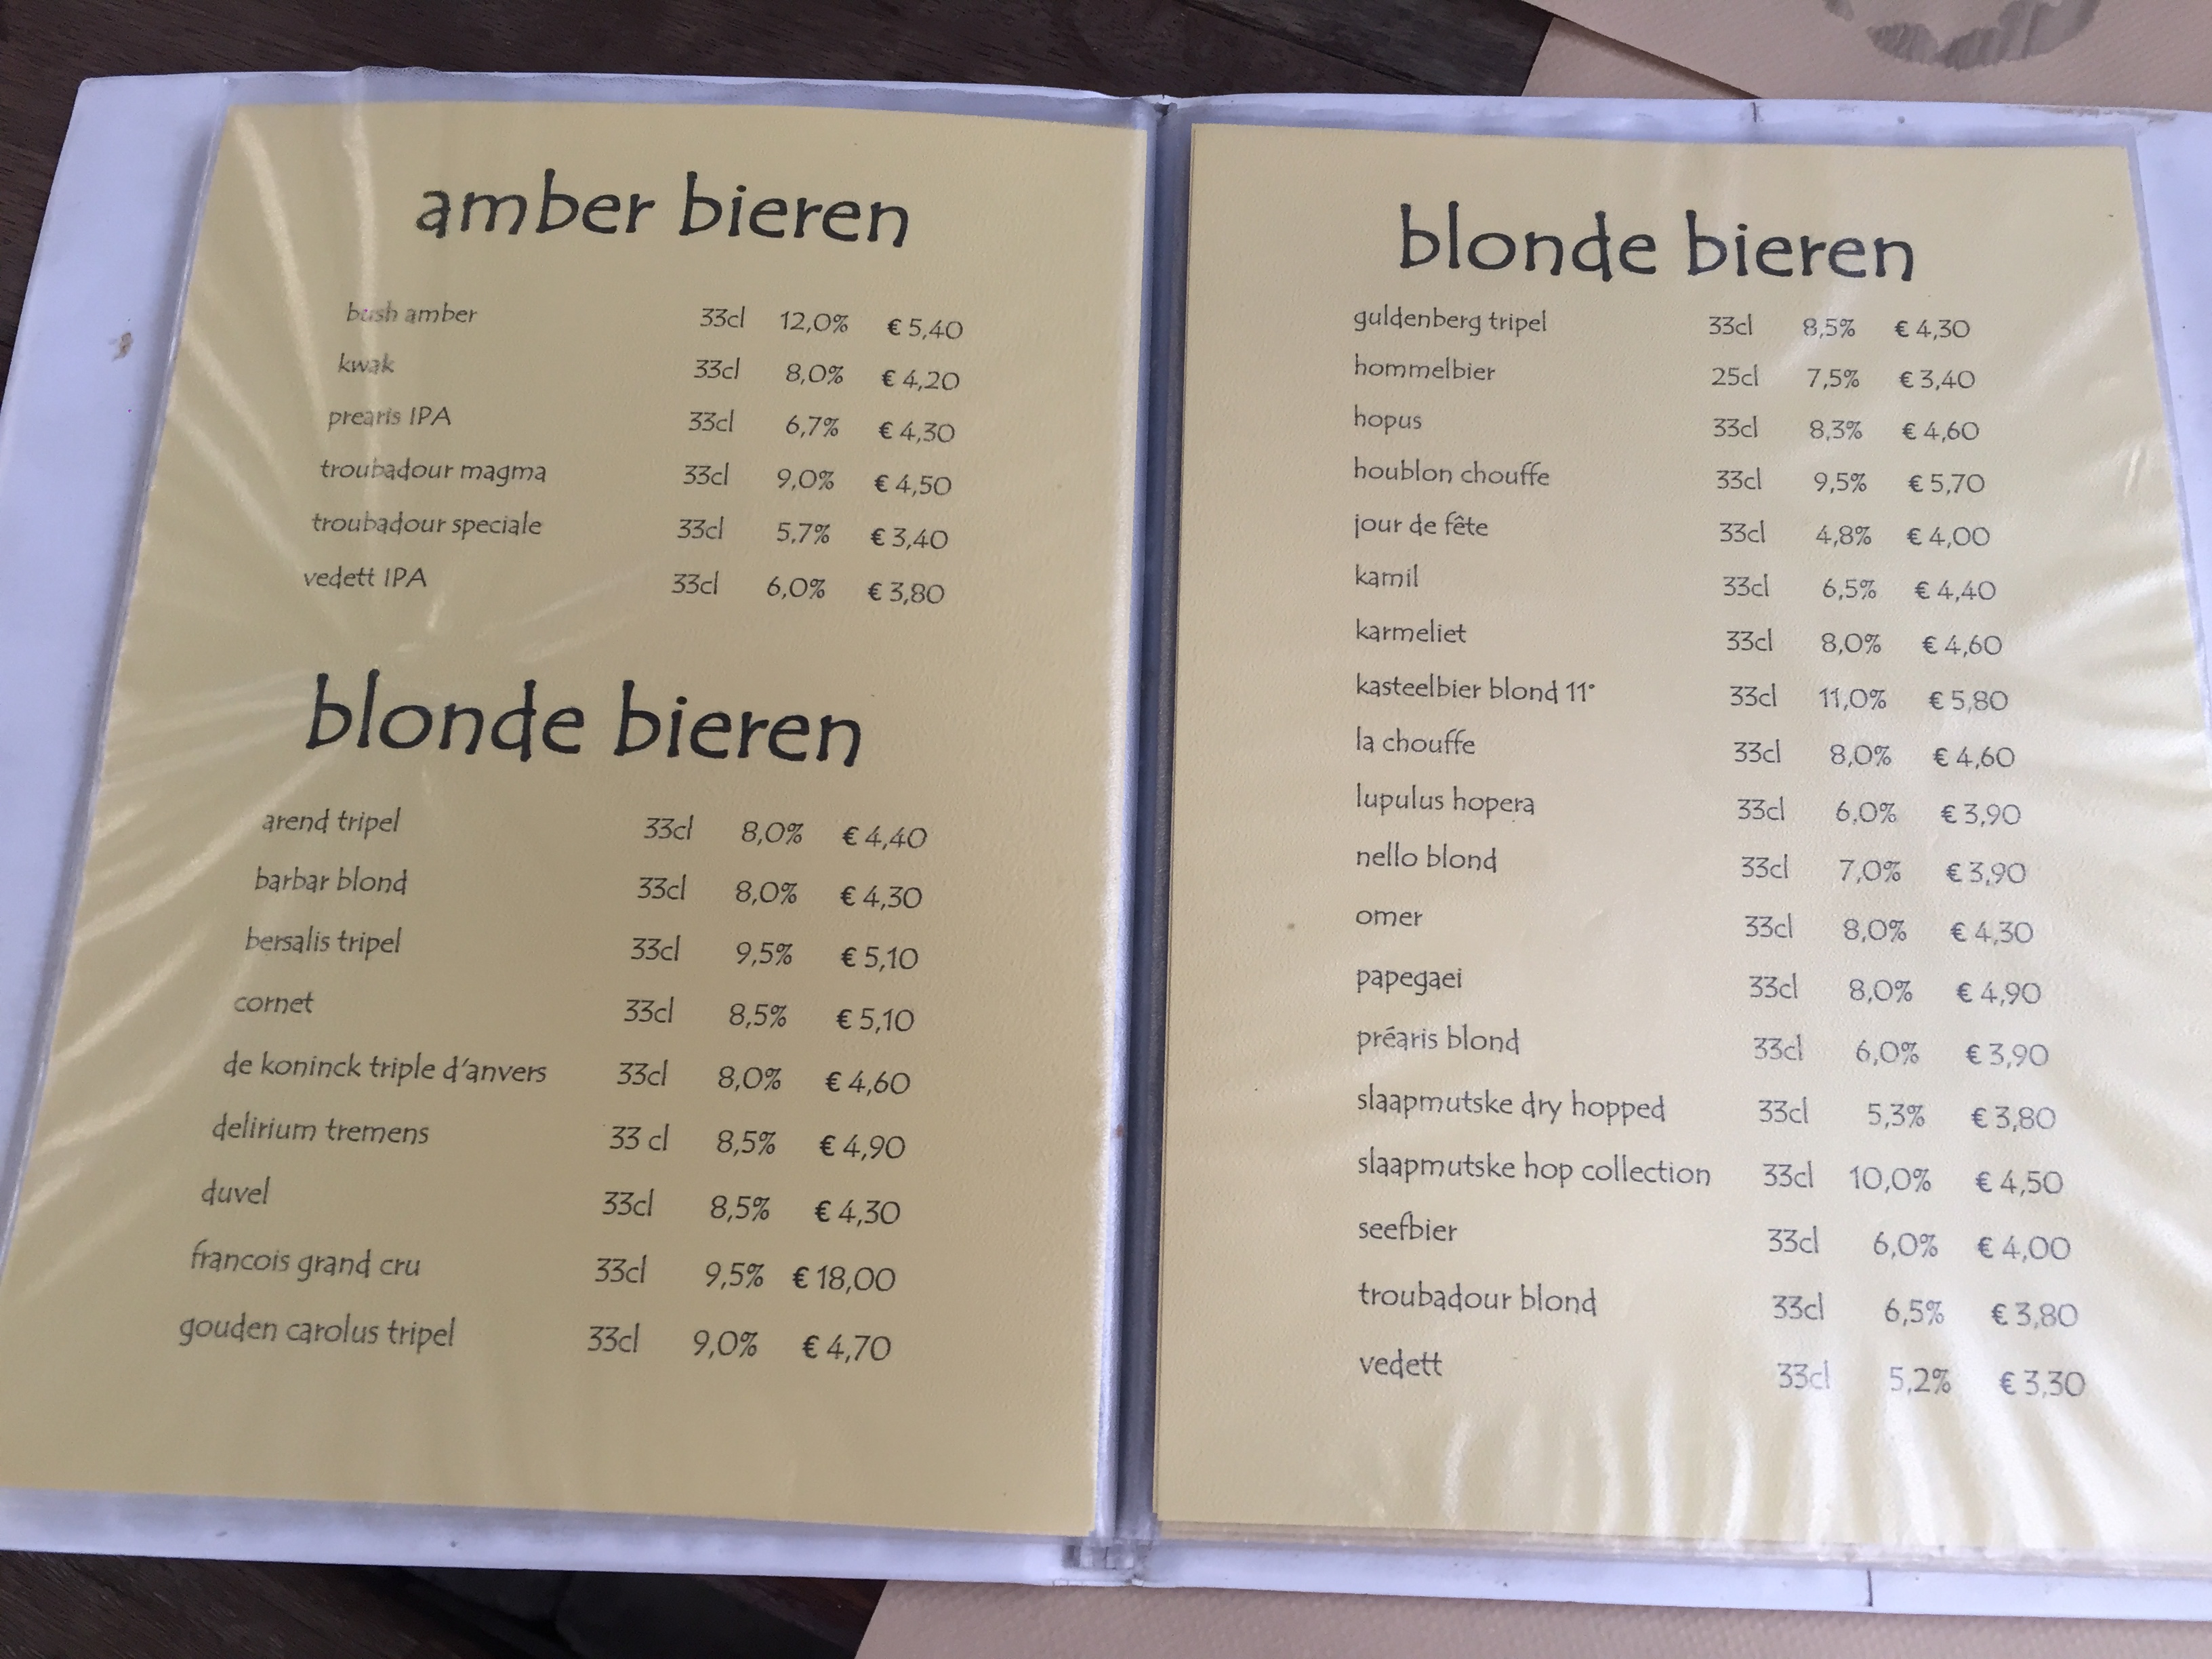 amber bieren
bush amber 33cl 12,0% € 5,40
kwak 33cl 8,0% € 4,20
prearis IPA 33cl 6,7% € 4,30
troubadour magma 33cl 9,0% € 4,50
troubadour speciale 33cl 5,7% € 3,40
vedett IPA 33cl 6,0% € 3,80
blonde bieren
arend tripel 33cl 8,0% € 4,40
barbar blond 33cl 8,0% € 4,30
bersalis tripel 33cl 9,5% € 5,10
cornet 33cl 8,5% € 5,10
de koninck triple d'anvers 33cl 8,0% € 4,60
delirium tremens 33 cl 8,5% € 4,90
duvel 33cl 8,5% € 4,30
francois grand cru 33cl 9,5% € 18,00
gouden carolus tripel 33cl 9,0% € 4,70
blonde bieren
guldenberg tripel 33cl 8,5% € 4,30
hommelbier 25cl 7,5% € 3,40
hopus 33cl 8,3% € 4,60
houblon chouffe 33cl 9,5% € 5,70
jour de fête 33cl 4,8% € 4,00
kamil 33cl 6,5% € 4,40
karmeliet 33cl 8,0% € 4,60
kasteelbier blond 11° 33cl 11,0% € 5,80
la chouffe 33cl 8,0% € 4,60
lupulus hopera 33cl 6,0% € 3,90
nello blond 33cl 7,0% € 3,90
omer 33cl 8,0% € 4,30
papegaei 33cl 8,0% € 4,90
préaris blond 33cl 6,0% € 3,90
slaapmutske dry hopped 33cl 5,3% € 3,80
slaapmutske hop collection 33cl 10,0% € 4,50
seefbier 33cl 6,0% € 4,00
troubadour blond 33cl 6,5% € 3,80
vedett 33cl 5,2% € 3,30